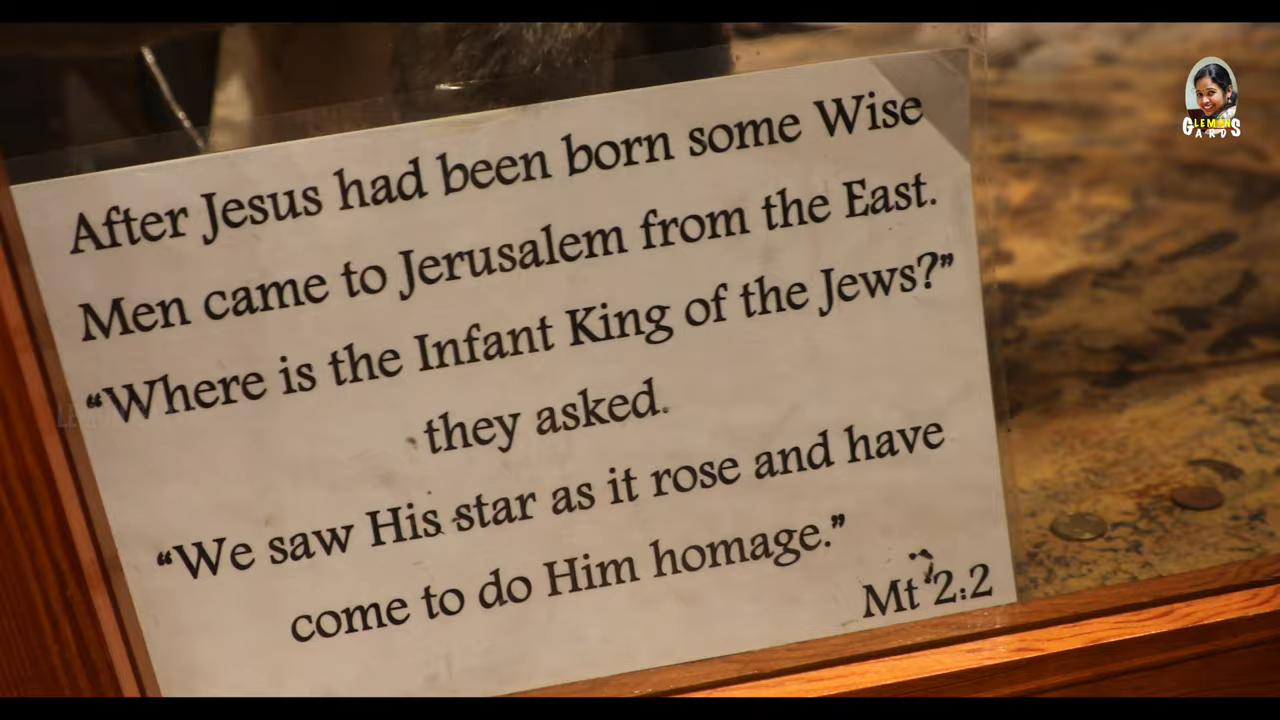 After Jesus had been born some Wise
Men came to Jerusalem from the East.
“Where is the Infant King of the Jews?”
they asked.
“We saw His star as it rose and have
come to do Him homage.”
Mt 2:2
LEMON
GARDS